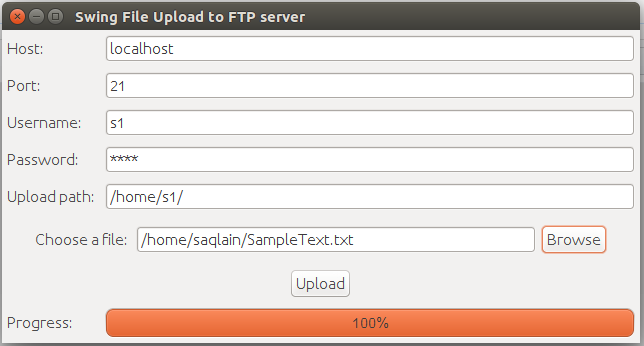 Swing File Upload to FTP server
Host: localhost
Port: 21
Username: s1
Password: ****
Upload path: /home/s1/
Choose a file: /home/saqlain/SampleText.txt Browse
Upload
Progress: 100%